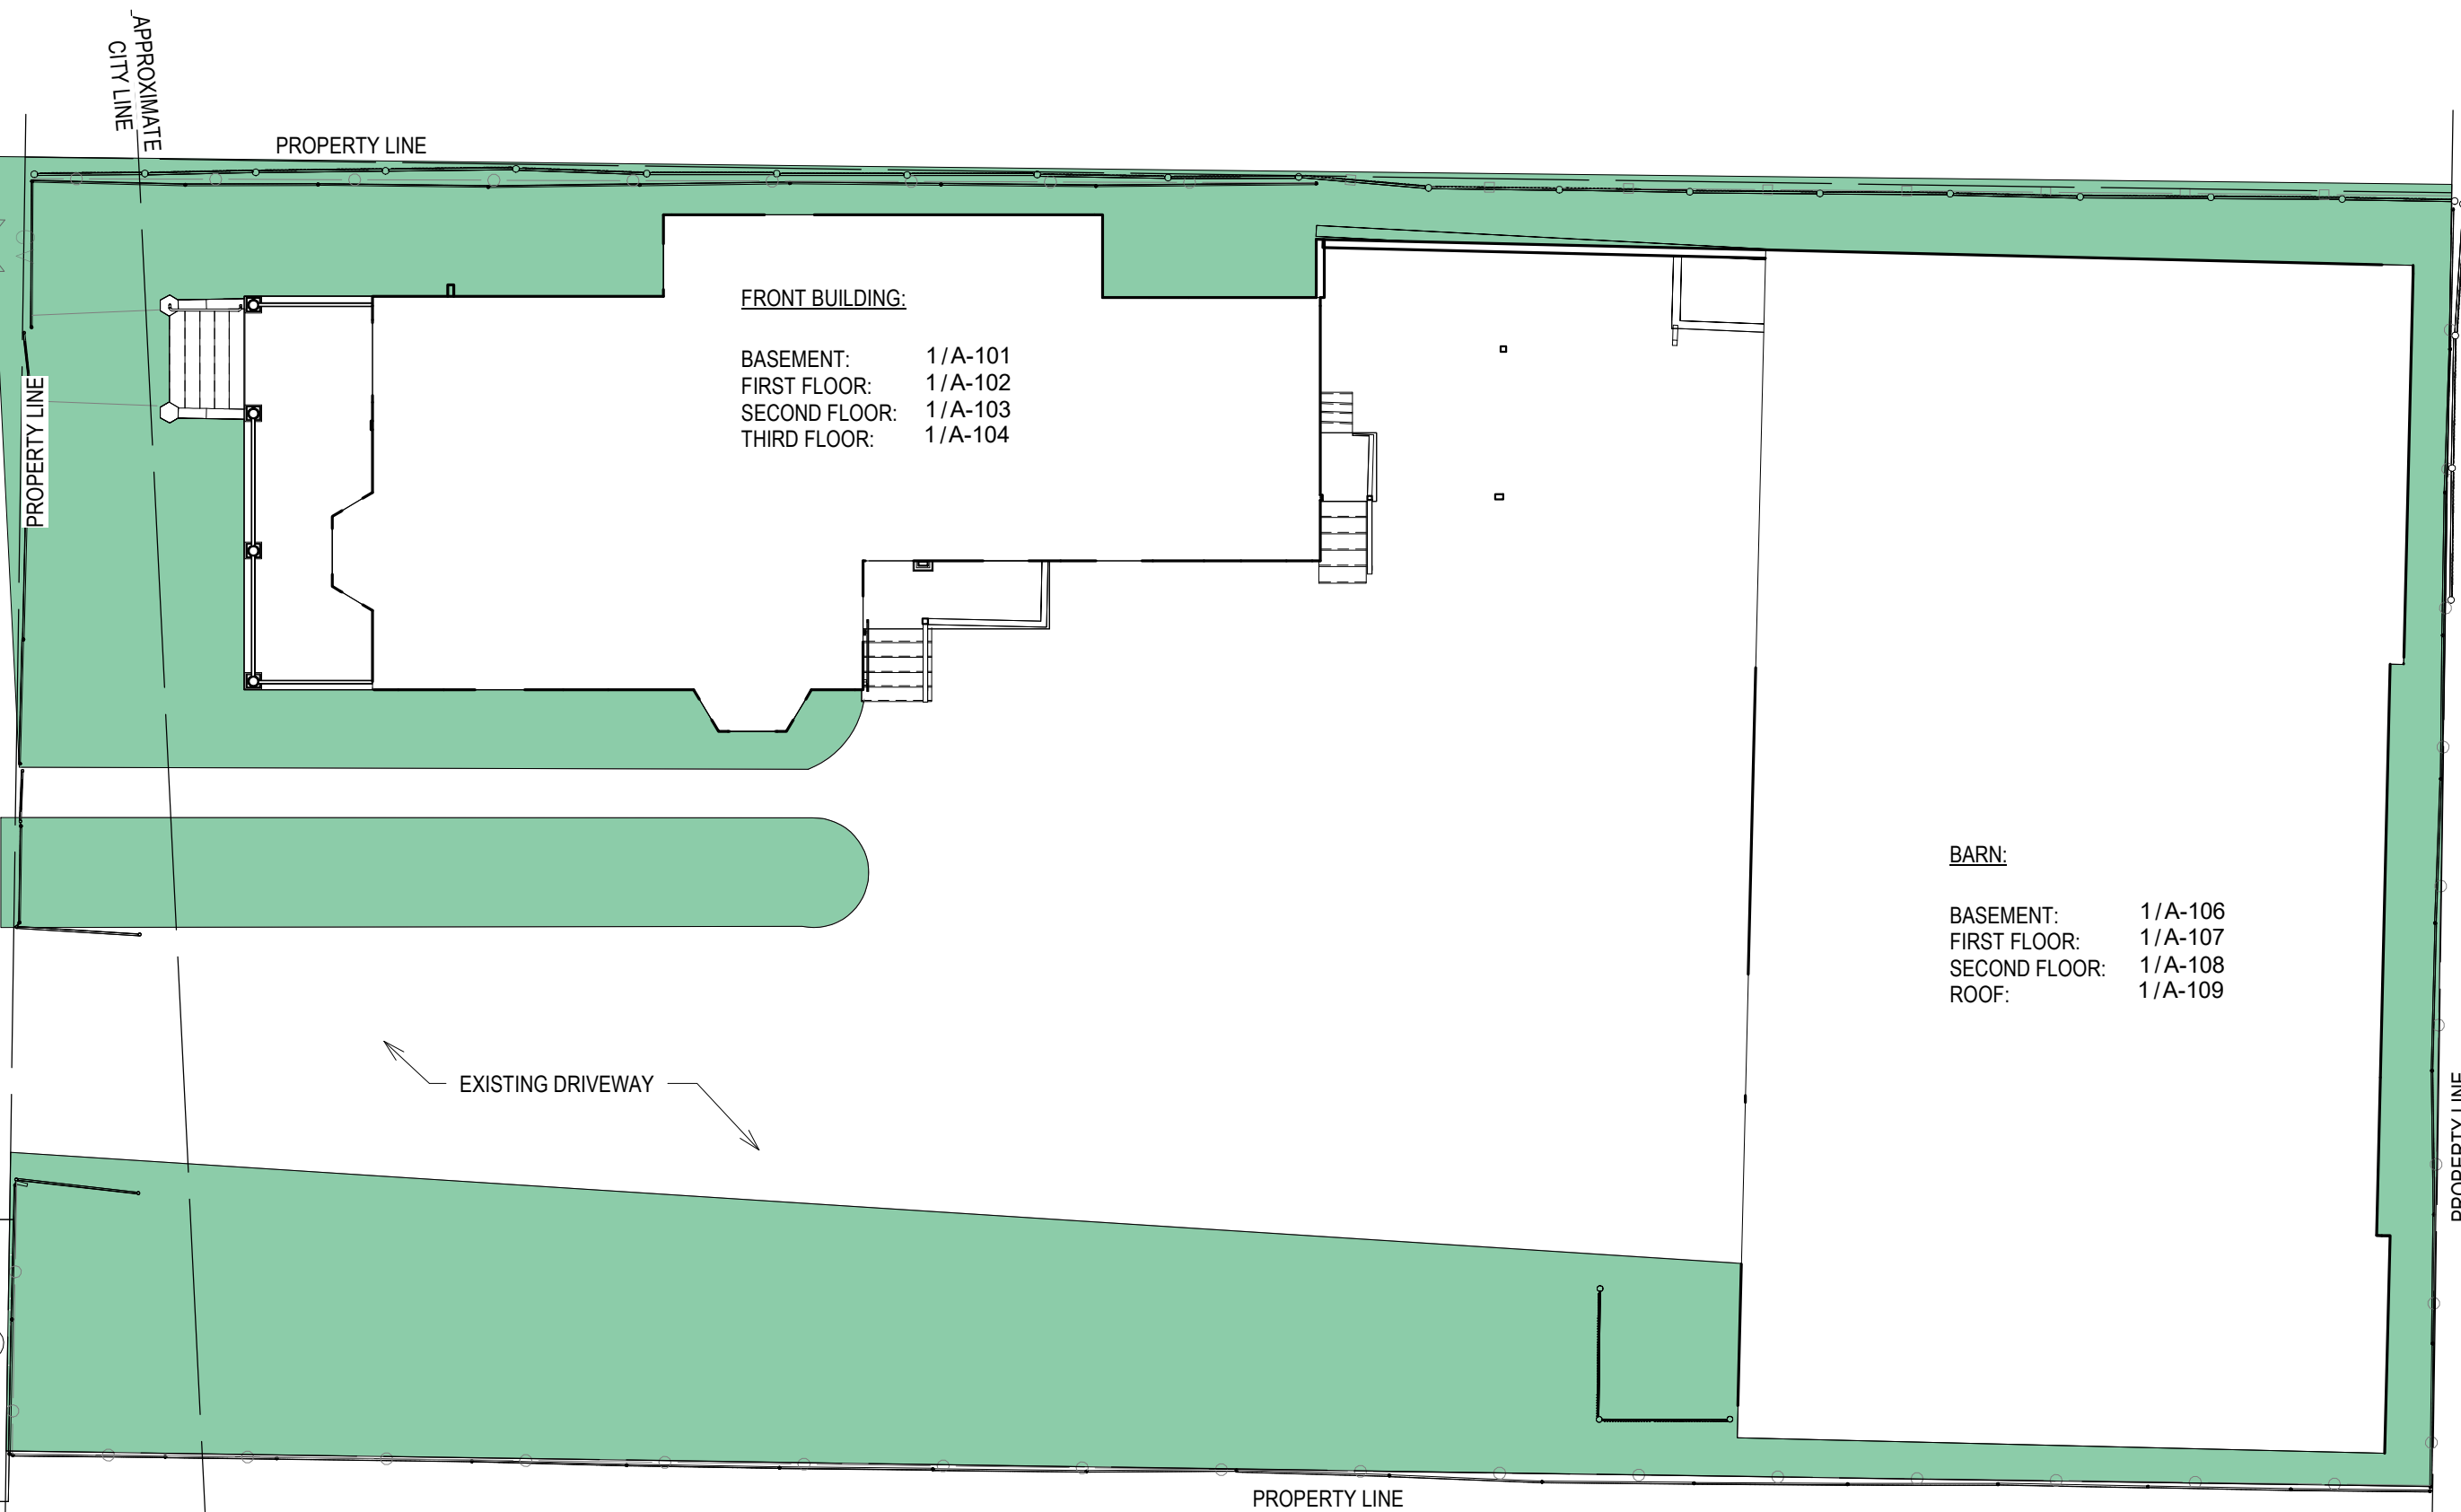 APPROXIMATE
CITY LINE
PROPERTY LINE
PROPERTY LINE
FRONT BUILDING:
BASEMENT: 1/A-101
FIRST FLOOR: 1/A-102
SECOND FLOOR: 1/A-103
THIRD FLOOR: 1/A-104
BARN:
BASEMENT: 1/A-106
FIRST FLOOR: 1/A-107
SECOND FLOOR: 1/A-108
ROOF: 1/A-109
EXISTING DRIVEWAY
PROPERTY LINE
PROPERTY LINE